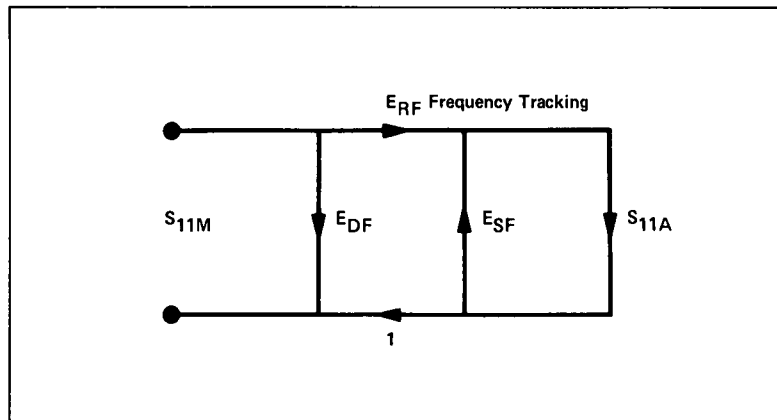 E_RF Frequency Tracking
S_11M
E_DF
E_SF
S_11A
1